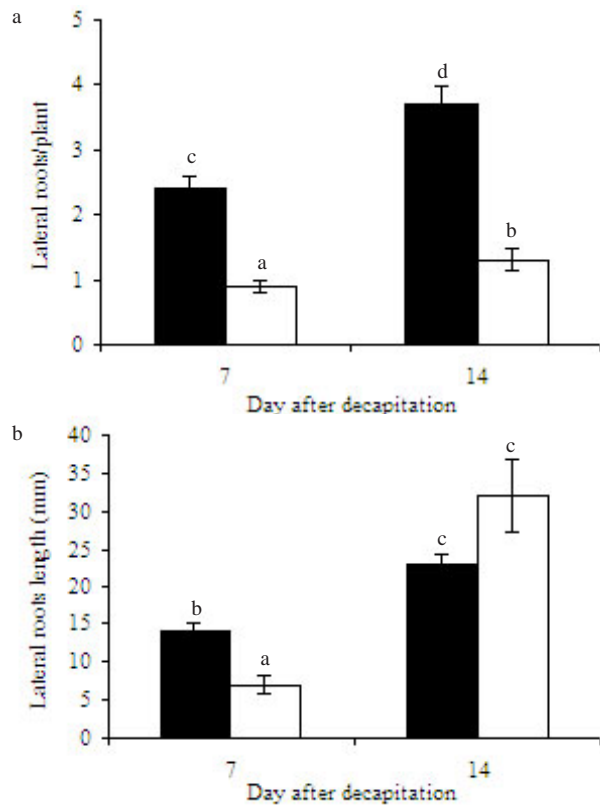 a
5
4
3
2
1
0
Lateral roots/plant
c
a
d
b
7
14
Day after decapitation
b
40
35
30
25
20
15
10
5
0
Lateral roots length (mm)
b
a
c
c
7
14
Day after decapitation